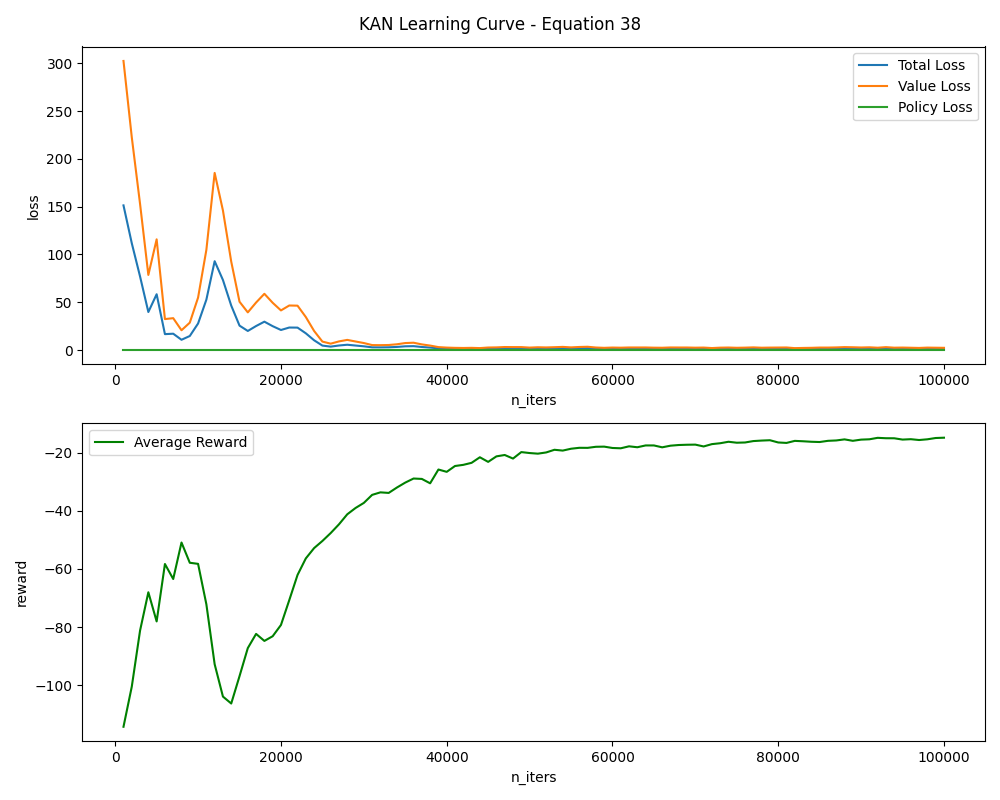 KAN Learning Curve - Equation 38
300
250
200
150
100
50
0
loss
Total Loss
Value Loss
Policy Loss
0 20000 40000 60000 80000 100000
n_iters
−20
−40
−60
−80
−100
reward
Average Reward
0 20000 40000 60000 80000 100000
n_iters